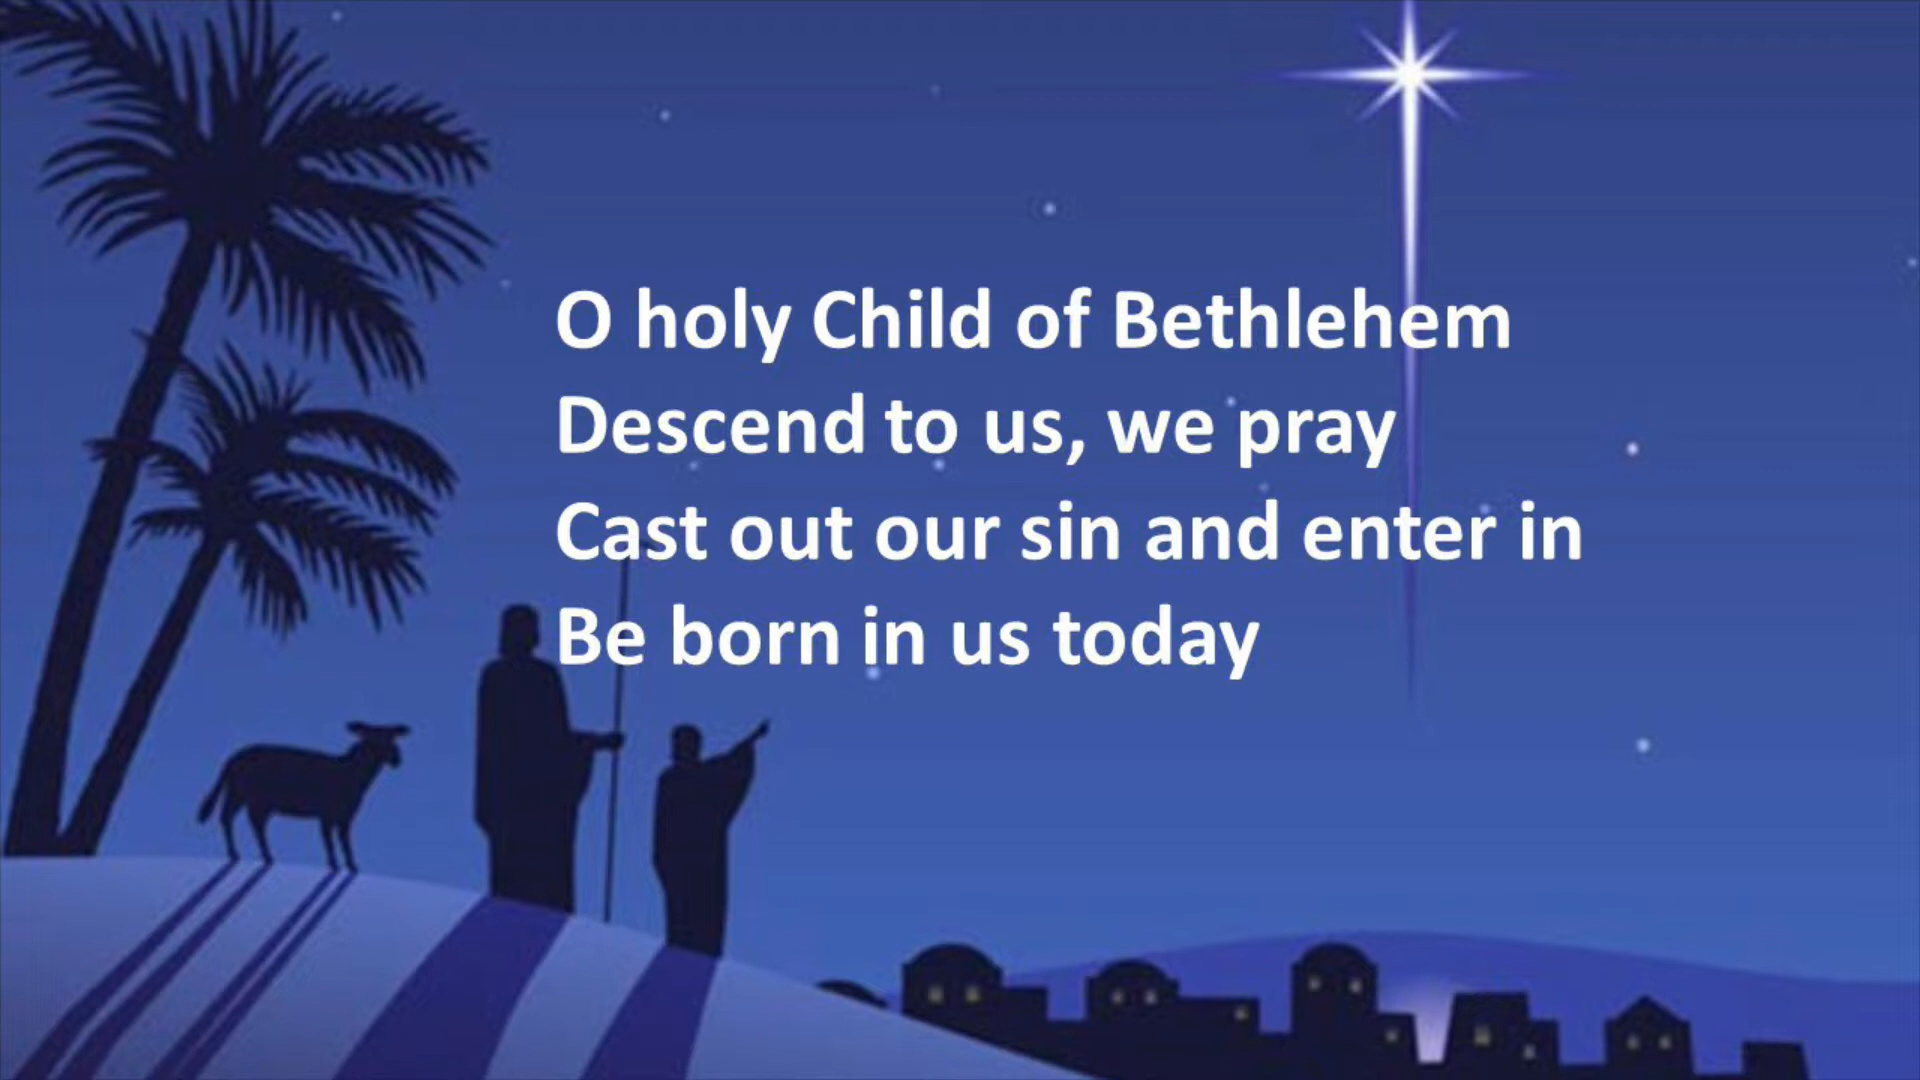 O holy Child of Bethlehem
Descend to us, we pray
Cast out our sin and enter in
Be born in us today